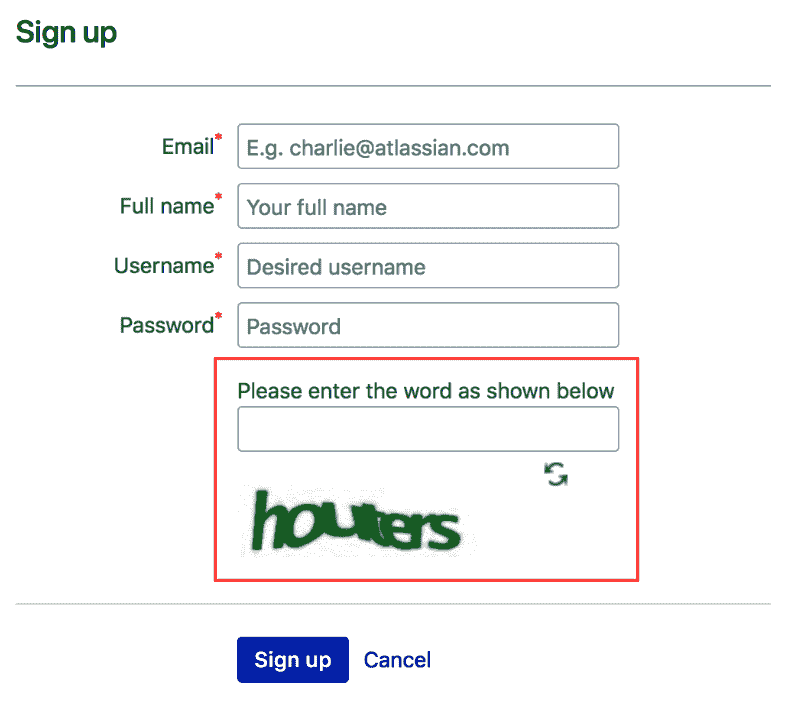 Sign up
Email*
E.g. charlie@atlassian.com
Full name*
Your full name
Username*
Desired username
Password*
Password
Please enter the word as shown below
houters
Sign up Cancel